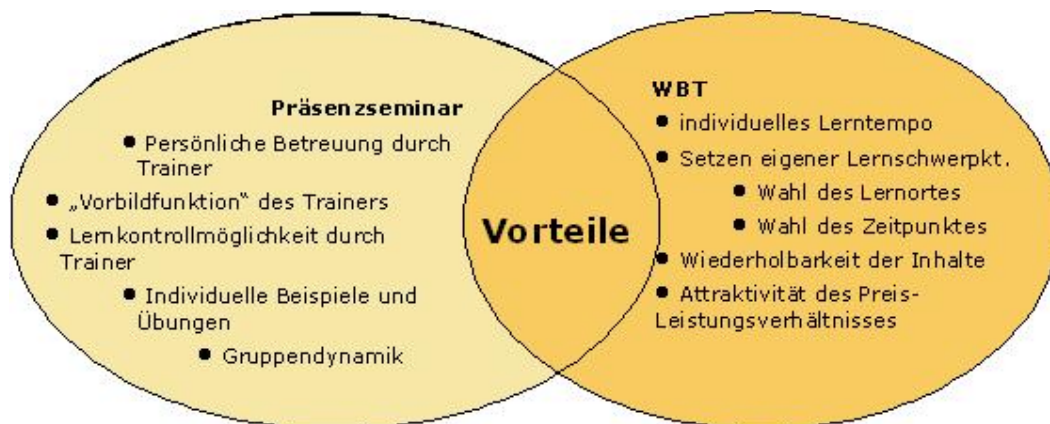 Präsenzseminar
● Persönliche Betreuung durch
Trainer
● „Vorbildfunktion“ des Trainers
● Lernkontrollmöglichkeit durch
Trainer
● Individuelle Beispiele und
Übungen
● Gruppendynamik
Vorteile
WBT
● individuelles Lerntempo
● Setzen eigener Lernschwerpkt.
● Wahl des Lernortes
● Wahl des Zeitpunktes
● Wiederholbarkeit der Inhalte
● Attraktivität des Preis-
Leistungsverhältnisses